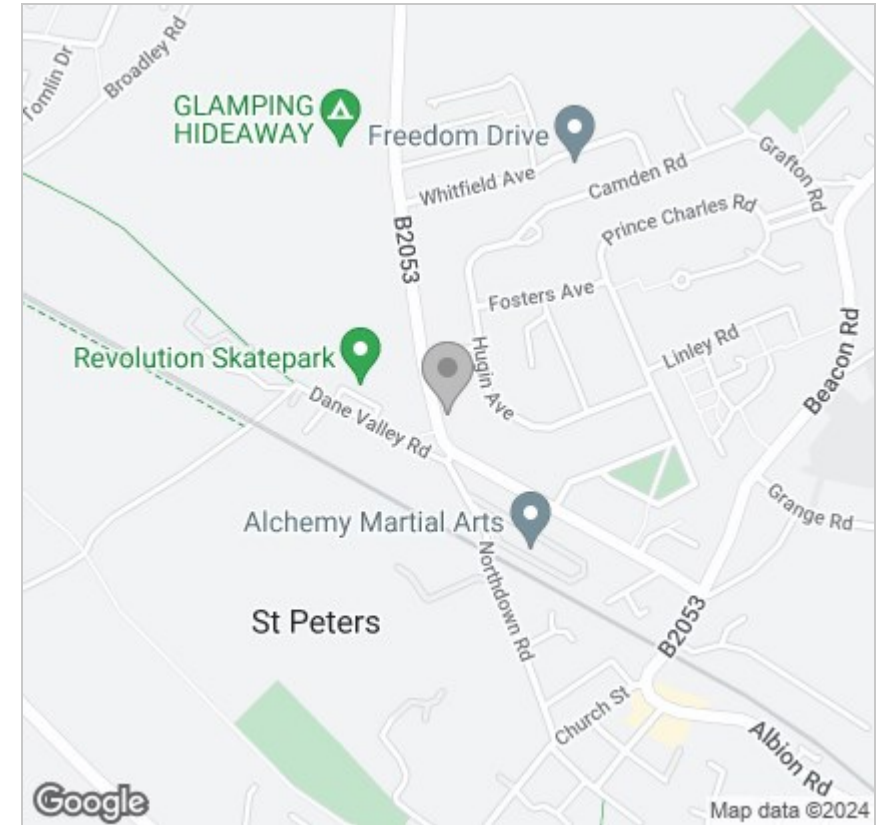 Tomlin Dr
Broadley Rd
GLAMPING
HIDEAWAY
Freedom Drive
Whitfield Ave
Camden Rd
Grafton Rd
Prince Charles Rd
B2053
Fosters Ave
Hugin Ave
Linley Rd
Beacon Rd
Revolution Skatepark
Dane Valley Rd
Grange Rd
Alchemy Martial Arts
Northdown Rd
St Peters
B2053
Church St
Albion Rd
Google
Map data ©2024